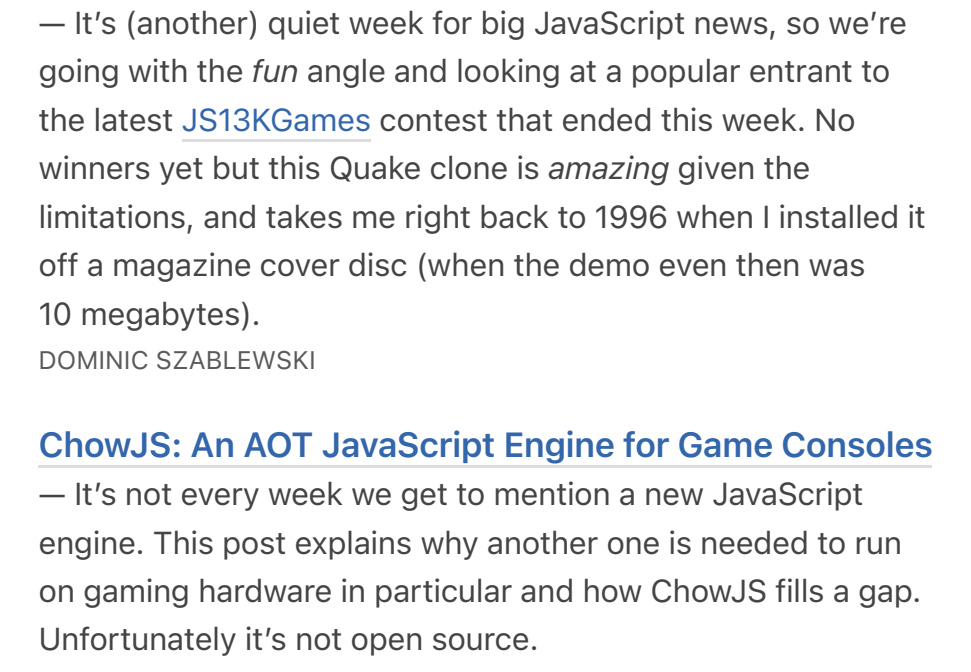 — It’s (another) quiet week for big JavaScript news, so we’re
going with the fun angle and looking at a popular entrant to
the latest JS13KGames contest that ended this week. No
winners yet but this Quake clone is amazing given the
limitations, and takes me right back to 1996 when I installed it
off a magazine cover disc (when the demo even then was
10 megabytes).
DOMINIC SZABLEWSKI
ChowJS: An AOT JavaScript Engine for Game Consoles
— It’s not every week we get to mention a new JavaScript
engine. This post explains why another one is needed to run
on gaming hardware in particular and how ChowJS fills a gap.
Unfortunately it’s not open source.